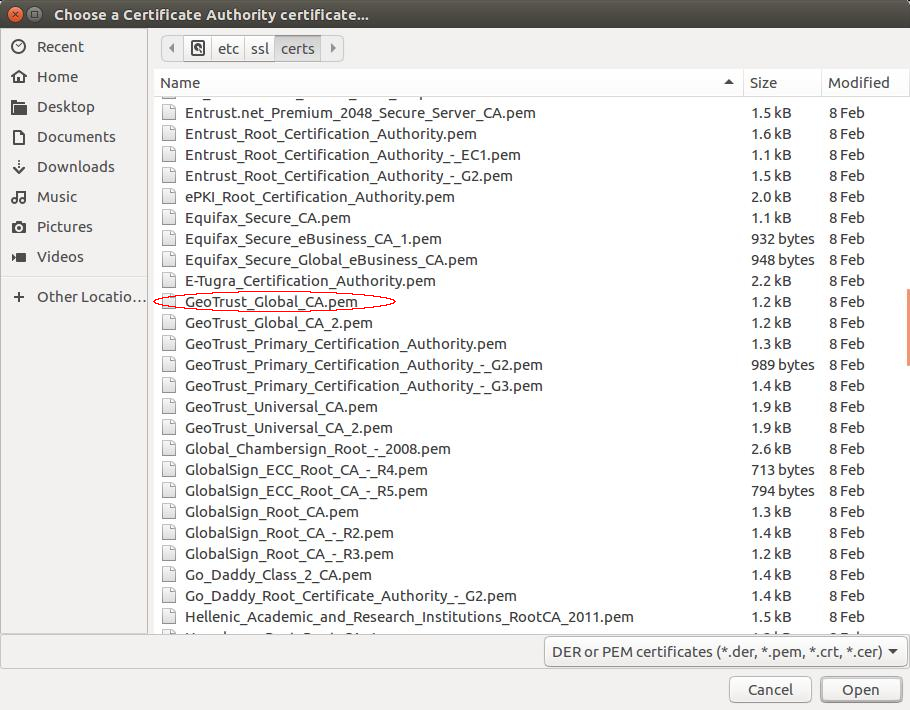 Choose a Certificate Authority certificate...
Recent
Home
Desktop
Documents
Downloads
Music
Pictures
Videos
Other Locatio...
etc ssl certs
Name Size Modified
Entrust.net_Premium_2048_Secure_Server_CA.pem 1.5 kB 8 Feb
Entrust_Root_Certification_Authority.pem 1.6 kB 8 Feb
Entrust_Root_Certification_Authority_-_EC1.pem 1.1 kB 8 Feb
Entrust_Root_Certification_Authority_-_G2.pem 1.5 kB 8 Feb
ePKI_Root_Certification_Authority.pem 2.0 kB 8 Feb
Equifax_Secure_CA.pem 1.1 kB 8 Feb
Equifax_Secure_eBusiness_CA_1.pem 932 bytes 8 Feb
Equifax_Secure_Global_eBusiness_CA.pem 948 bytes 8 Feb
E-Tugra_Certification_Authority.pem 2.2 kB 8 Feb
GeoTrust_Global_CA.pem 1.2 kB 8 Feb
GeoTrust_Global_CA_2.pem 1.2 kB 8 Feb
GeoTrust_Primary_Certification_Authority.pem 1.3 kB 8 Feb
GeoTrust_Primary_Certification_Authority_-_G2.pem 989 bytes 8 Feb
GeoTrust_Primary_Certification_Authority_-_G3.pem 1.4 kB 8 Feb
GeoTrust_Universal_CA.pem 1.9 kB 8 Feb
GeoTrust_Universal_CA_2.pem 1.9 kB 8 Feb
Global_Chambersign_Root_-_2008.pem 2.6 kB 8 Feb
GlobalSign_ECC_Root_CA_-_R4.pem 713 bytes 8 Feb
GlobalSign_ECC_Root_CA_-_R5.pem 794 bytes 8 Feb
GlobalSign_Root_CA.pem 1.3 kB 8 Feb
GlobalSign_Root_CA_-_R2.pem 1.4 kB 8 Feb
GlobalSign_Root_CA_-_R3.pem 1.2 kB 8 Feb
Go_Daddy_Class_2_CA.pem 1.4 kB 8 Feb
Go_Daddy_Root_Certificate_Authority_-_G2.pem 1.4 kB 8 Feb
Hellenic_Academic_and_Research_Institutions_RootCA_2011.pem 1.5 kB 8 Feb
DER or PEM certificates (*.der, *.pem, *.crt, *.cer)
Cancel Open